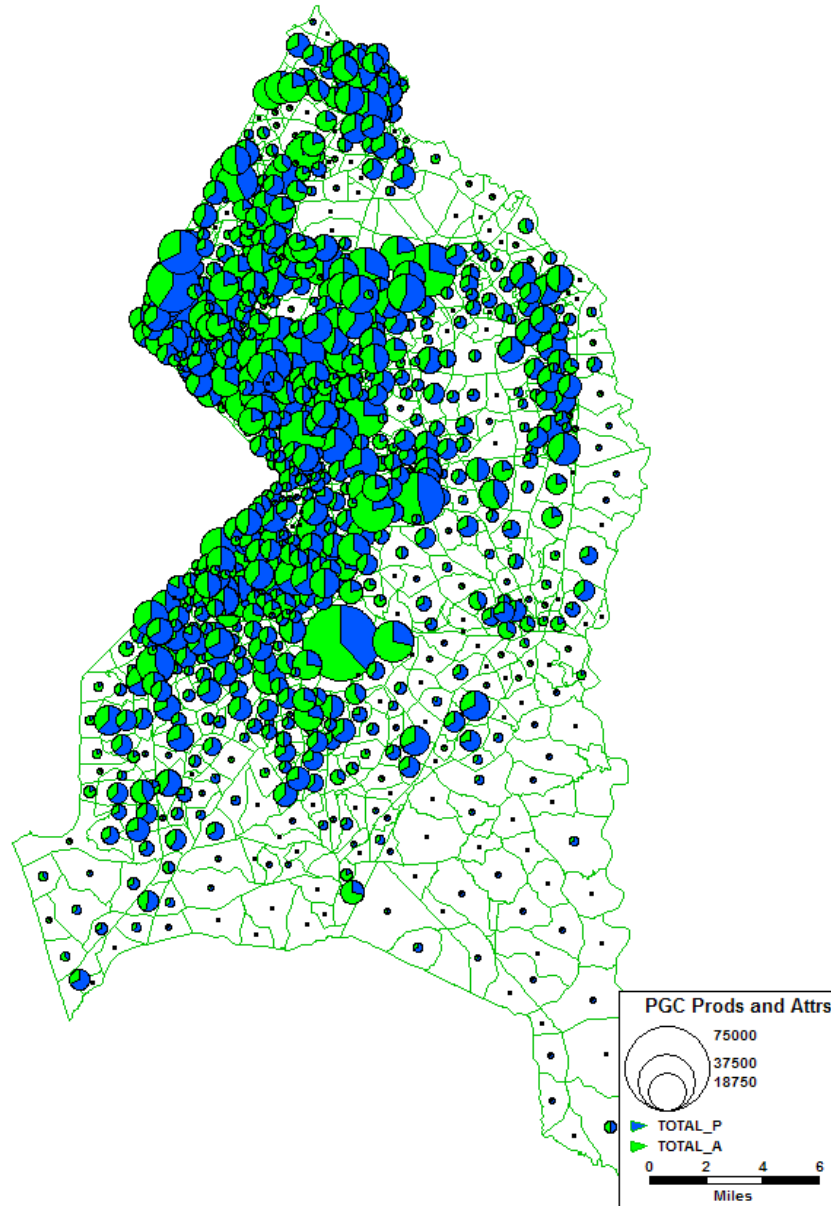 PGC Prods and Attrs
75000
37500
18750
TOTAL_P
TOTAL_A
0 2 4 6
Miles